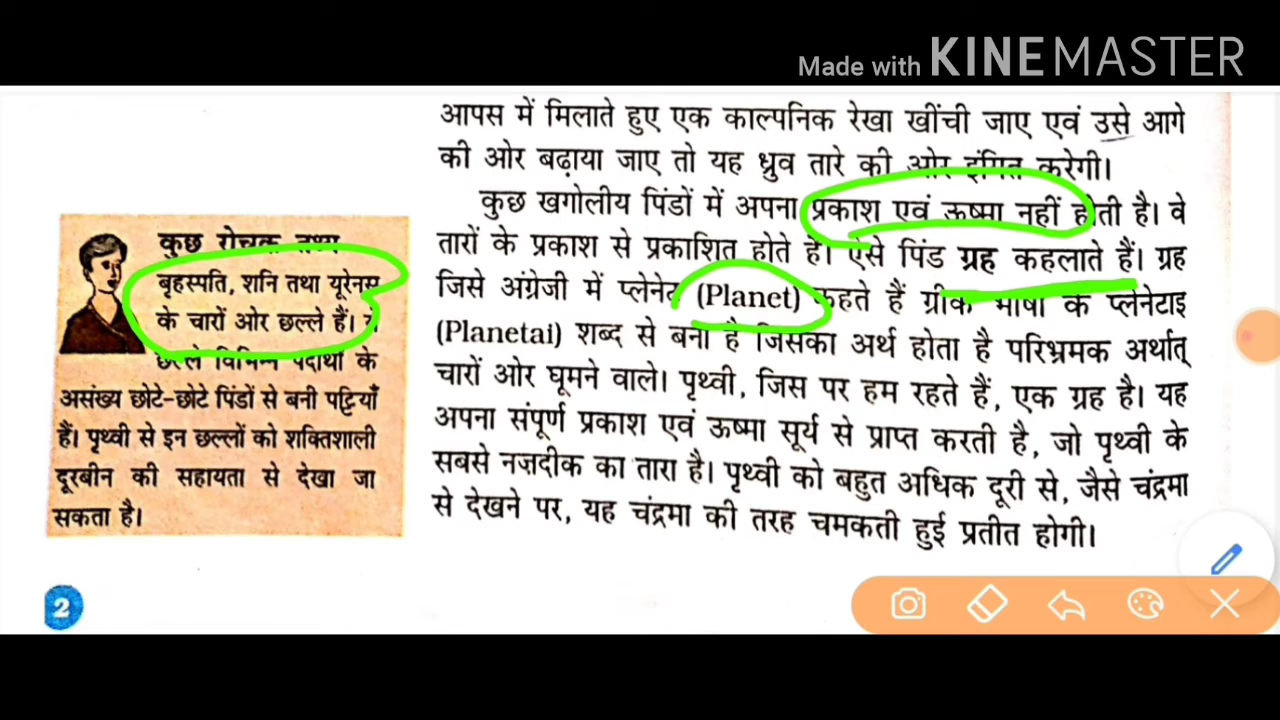 Made with KINEMASTER
आपस में मिलाते हुए एक काल्पनिक रेखा खींची जाए एवं उसे आगे
की ओर बढ़ाया जाए तो यह ध्रुव तारे की ओर इंगित करेगी।
कुछ खगोलीय पिंडों में अपना प्रकाश एवं ऊष्मा नहीं होती है। वे
तारों के प्रकाश से प्रकाशित होते हैं। ऐसे पिंड ग्रह कहलाते हैं। ग्रह
जिसे अंग्रेजी में प्लेनेट (Planet) कहते हैं ग्रीक भाषा के प्लेनेटाइ
(Planetai) शब्द से बना है जिसका अर्थ होता है परिभ्रमक अर्थात्
चारों ओर घूमने वाले। पृथ्वी, जिस पर हम रहते हैं, एक ग्रह है। यह
अपना संपूर्ण प्रकाश एवं ऊष्मा सूर्य से प्राप्त करती है, जो पृथ्वी के
सबसे नज़दीक का तारा है। पृथ्वी को बहुत अधिक दूरी से, जैसे चंद्रमा
से देखने पर, यह चंद्रमा की तरह चमकती हुई प्रतीत होगी।
कुछ रोचक तथ्य
बृहस्पति, शनि तथा यूरेनस
के चारों ओर छल्ले हैं। ये
छल्ले विभिन्न पदार्थों के
असंख्य छोटे-छोटे पिंडों से बनी पट्टियाँ
हैं। पृथ्वी से इन छल्लों को शक्तिशाली
दूरबीन की सहायता से देखा जा
सकता है।
2